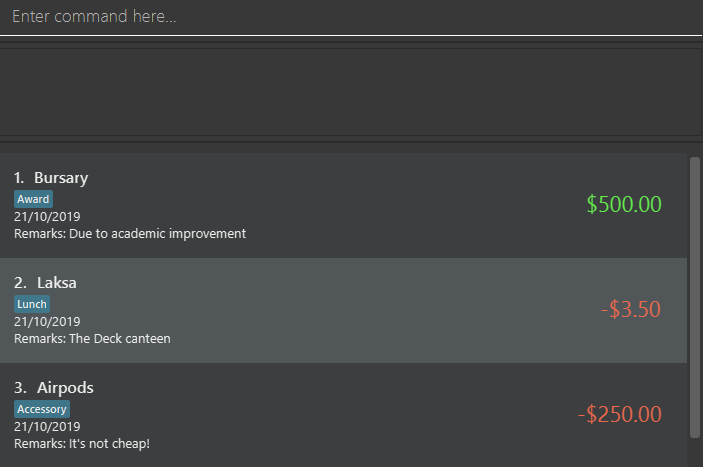 Enter command here...
1. Bursary
Award
$500.00
21/10/2019
Remarks: Due to academic improvement
2. Laksa
Lunch
-$3.50
21/10/2019
Remarks: The Deck canteen
3. Airpods
Accessory
-$250.00
21/10/2019
Remarks: It's not cheap!